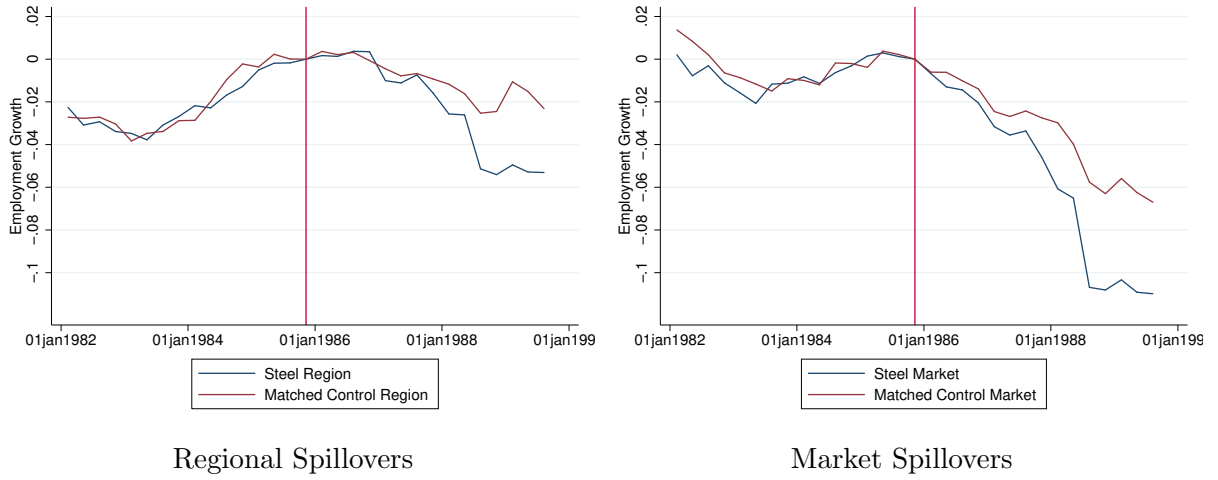 Employment Growth
.02
0
-.02
-.04
-.06
-.08
-.1
01jan1982
01jan1984
01jan1986
01jan1988
01jan199
Steel Region
Matched Control Region
Regional Spillovers
Employment Growth
.02
0
-.02
-.04
-.06
-.08
-.1
01jan1982
01jan1984
01jan1986
01jan1988
01jan199
Steel Market
Matched Control Market
Market Spillovers